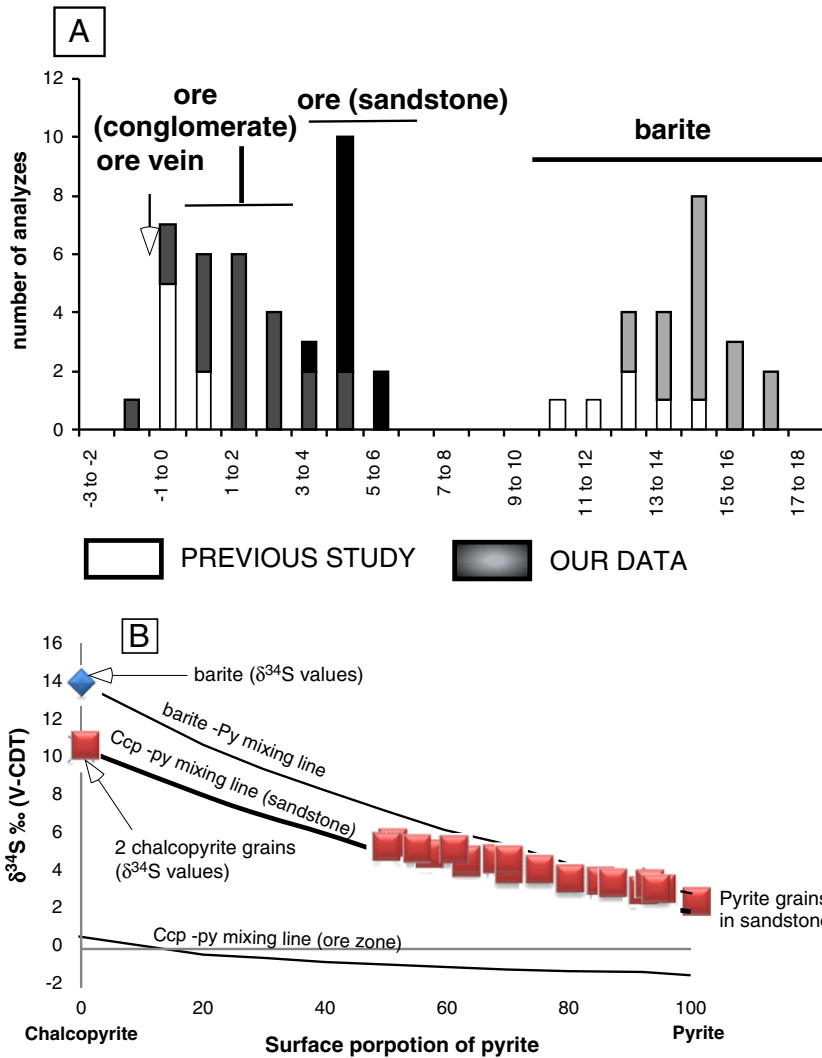 A
ore
(conglomerate)
ore vein
ore (sandstone)
barite
number of analyzes
12
10
8
6
4
2
0
-3 to -2
-1 to 0
1 to 2
3 to 4
5 to 6
7 to 8
9 to 10
11 to 12
13 to 14
15 to 16
17 to 18
PREVIOUS STUDY
OUR DATA
B
δ³⁴S ‰ (V-CDT)
16
14
12
10
8
6
4
2
0
-2
barite (δ³⁴S values)
barite -Py mixing line
Ccp -py mixing line (sandstone)
2 chalcopyrite grains
(δ³⁴S values)
Pyrite grains
in sandstone
Ccp -py mixing line (ore zone)
0
20
40
60
80
100
Chalcopyrite
Surface porpotion of pyrite
Pyrite